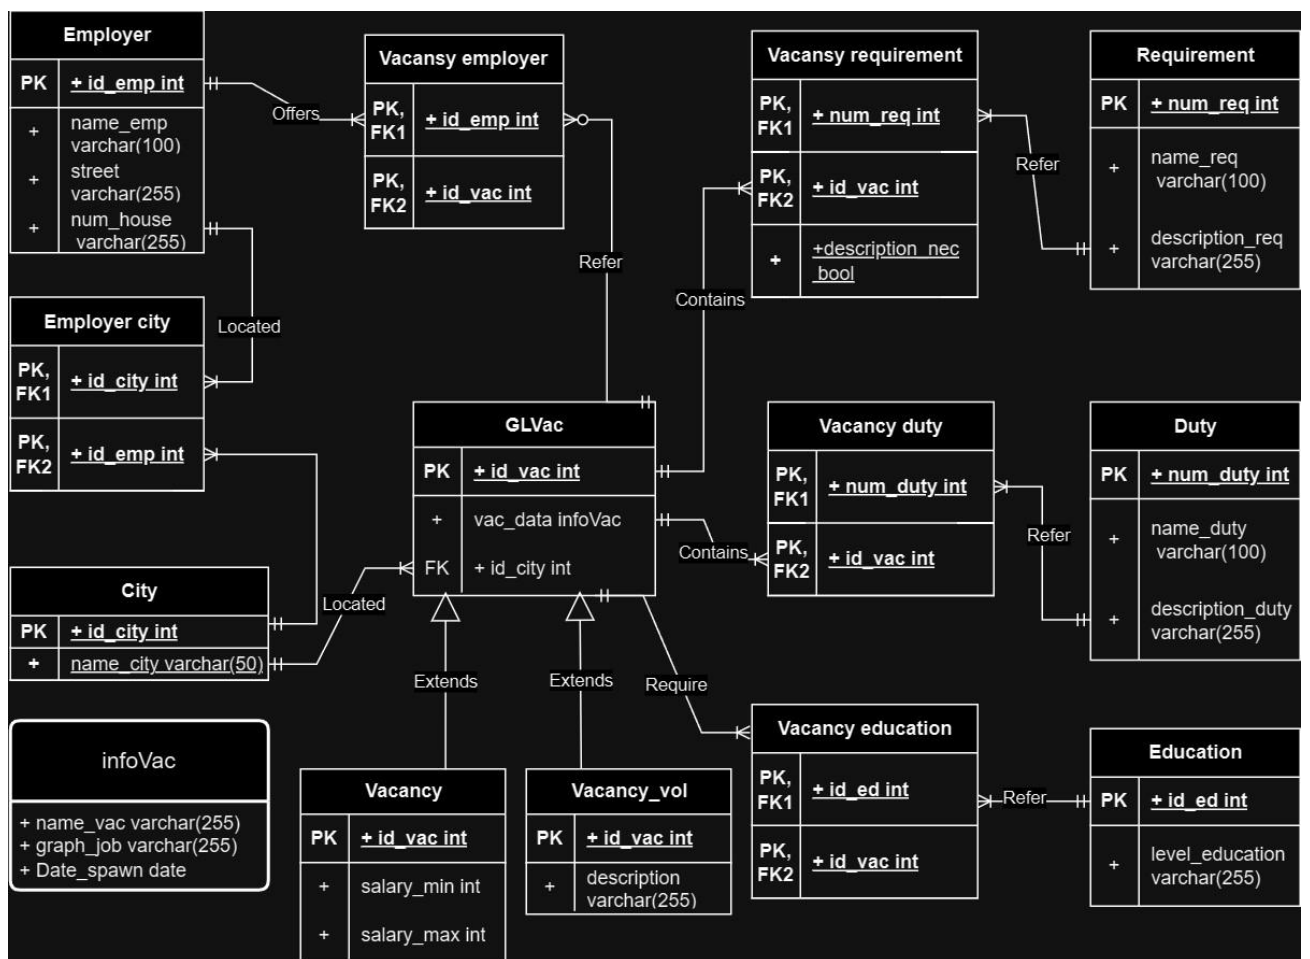 Employer
PK + id_emp int
+ name_emp
varchar(100)
+ street
varchar(255)
+ num_house
varchar(255)
Offers
Vacansy employer
PK,
FK1
+ id_emp int
PK,
FK2
+ id_vac int
Refer
Vacansy requirement
PK,
FK1
+ num_req int
PK,
FK2
+ id_vac int
+ +description_nec
bool
Refer
Requirement
PK + num_req int
+ name_req
varchar(100)
+ description_req
varchar(255)
Employer city
PK,
FK1
+ id_city int
PK,
FK2
+ id_emp int
Located
Contains
GLVac
PK + id_vac int
+ vac_data infoVac
FK + id_city int
Contains
Vacancy duty
PK,
FK1
+ num_duty int
PK,
FK2
+ id_vac int
Refer
Duty
PK + num_duty int
+ name_duty
varchar(100)
+ description_duty
varchar(255)
City
PK + id_city int
+ name_city varchar(50)
Located
Extends
Extends
Require
infoVac
+ name_vac varchar(255)
+ graph_job varchar(255)
+ Date_spawn date
Vacancy
PK + id_vac int
+ salary_min int
+ salary_max int
Vacancy_vol
PK + id_vac int
+ description
varchar(255)
Vacancy education
PK,
FK1
+ id_ed int
PK,
FK2
+ id_vac int
Refer
Education
PK + id_ed int
+ level_education
varchar(255)